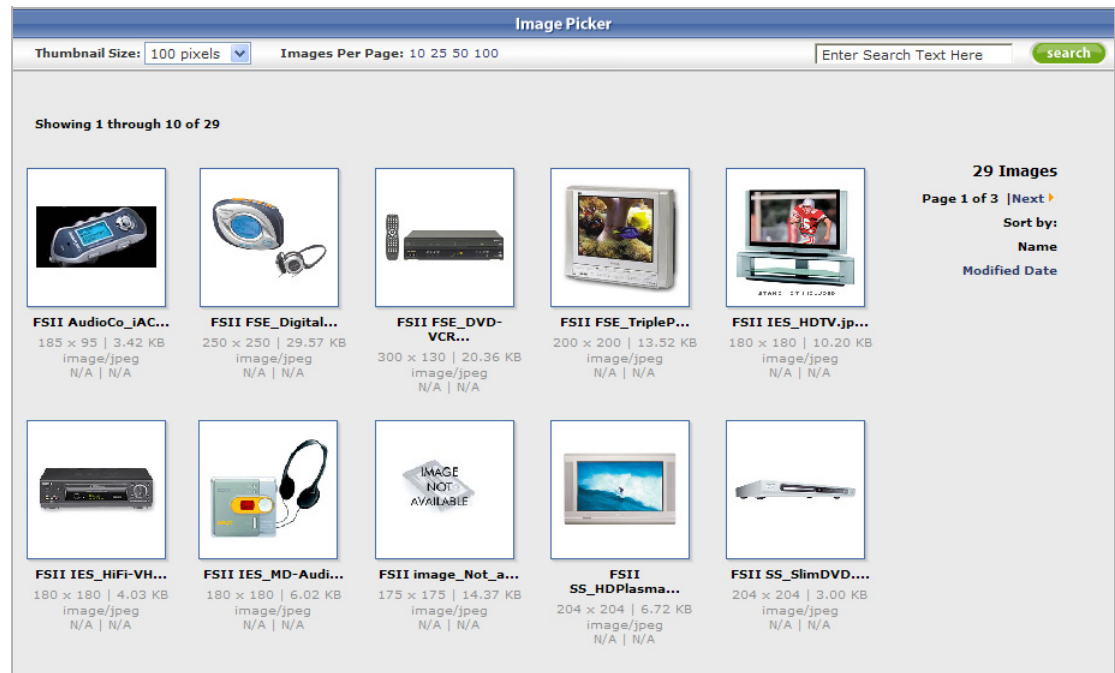 Image Picker
Thumbnail Size: 100 pixels Images Per Page: 10 25 50 100 Enter Search Text Here search
Showing 1 through 10 of 29
29 Images
Page 1 of 3 |Next
Sort by:
Name
Modified Date
STAND NOT INCLUDED
FSII AudioCo_iAC...
185 x 95 | 3.42 KB
image/jpeg
N/A | N/A
FSII FSE_Digital...
250 x 250 | 29.57 KB
image/jpeg
N/A | N/A
FSII FSE_DVD-
VCR...
300 x 130 | 20.36 KB
image/jpeg
N/A | N/A
FSII FSE_TripleP...
200 x 200 | 13.52 KB
image/jpeg
N/A | N/A
FSII IES_HDTV.jp...
180 x 180 | 10.20 KB
image/jpeg
N/A | N/A
IMAGE
NOT
AVAILABLE
FSII IES_HiFi-VH...
180 x 180 | 4.03 KB
image/jpeg
N/A | N/A
FSII IES_MD-Audi...
180 x 180 | 6.02 KB
image/jpeg
N/A | N/A
FSII image_Not_a...
175 x 175 | 14.37 KB
image/jpeg
N/A | N/A
FSII
SS_HDPlasma...
204 x 204 | 6.72 KB
image/jpeg
N/A | N/A
FSII SS_SlimDVD....
204 x 204 | 3.00 KB
image/jpeg
N/A | N/A